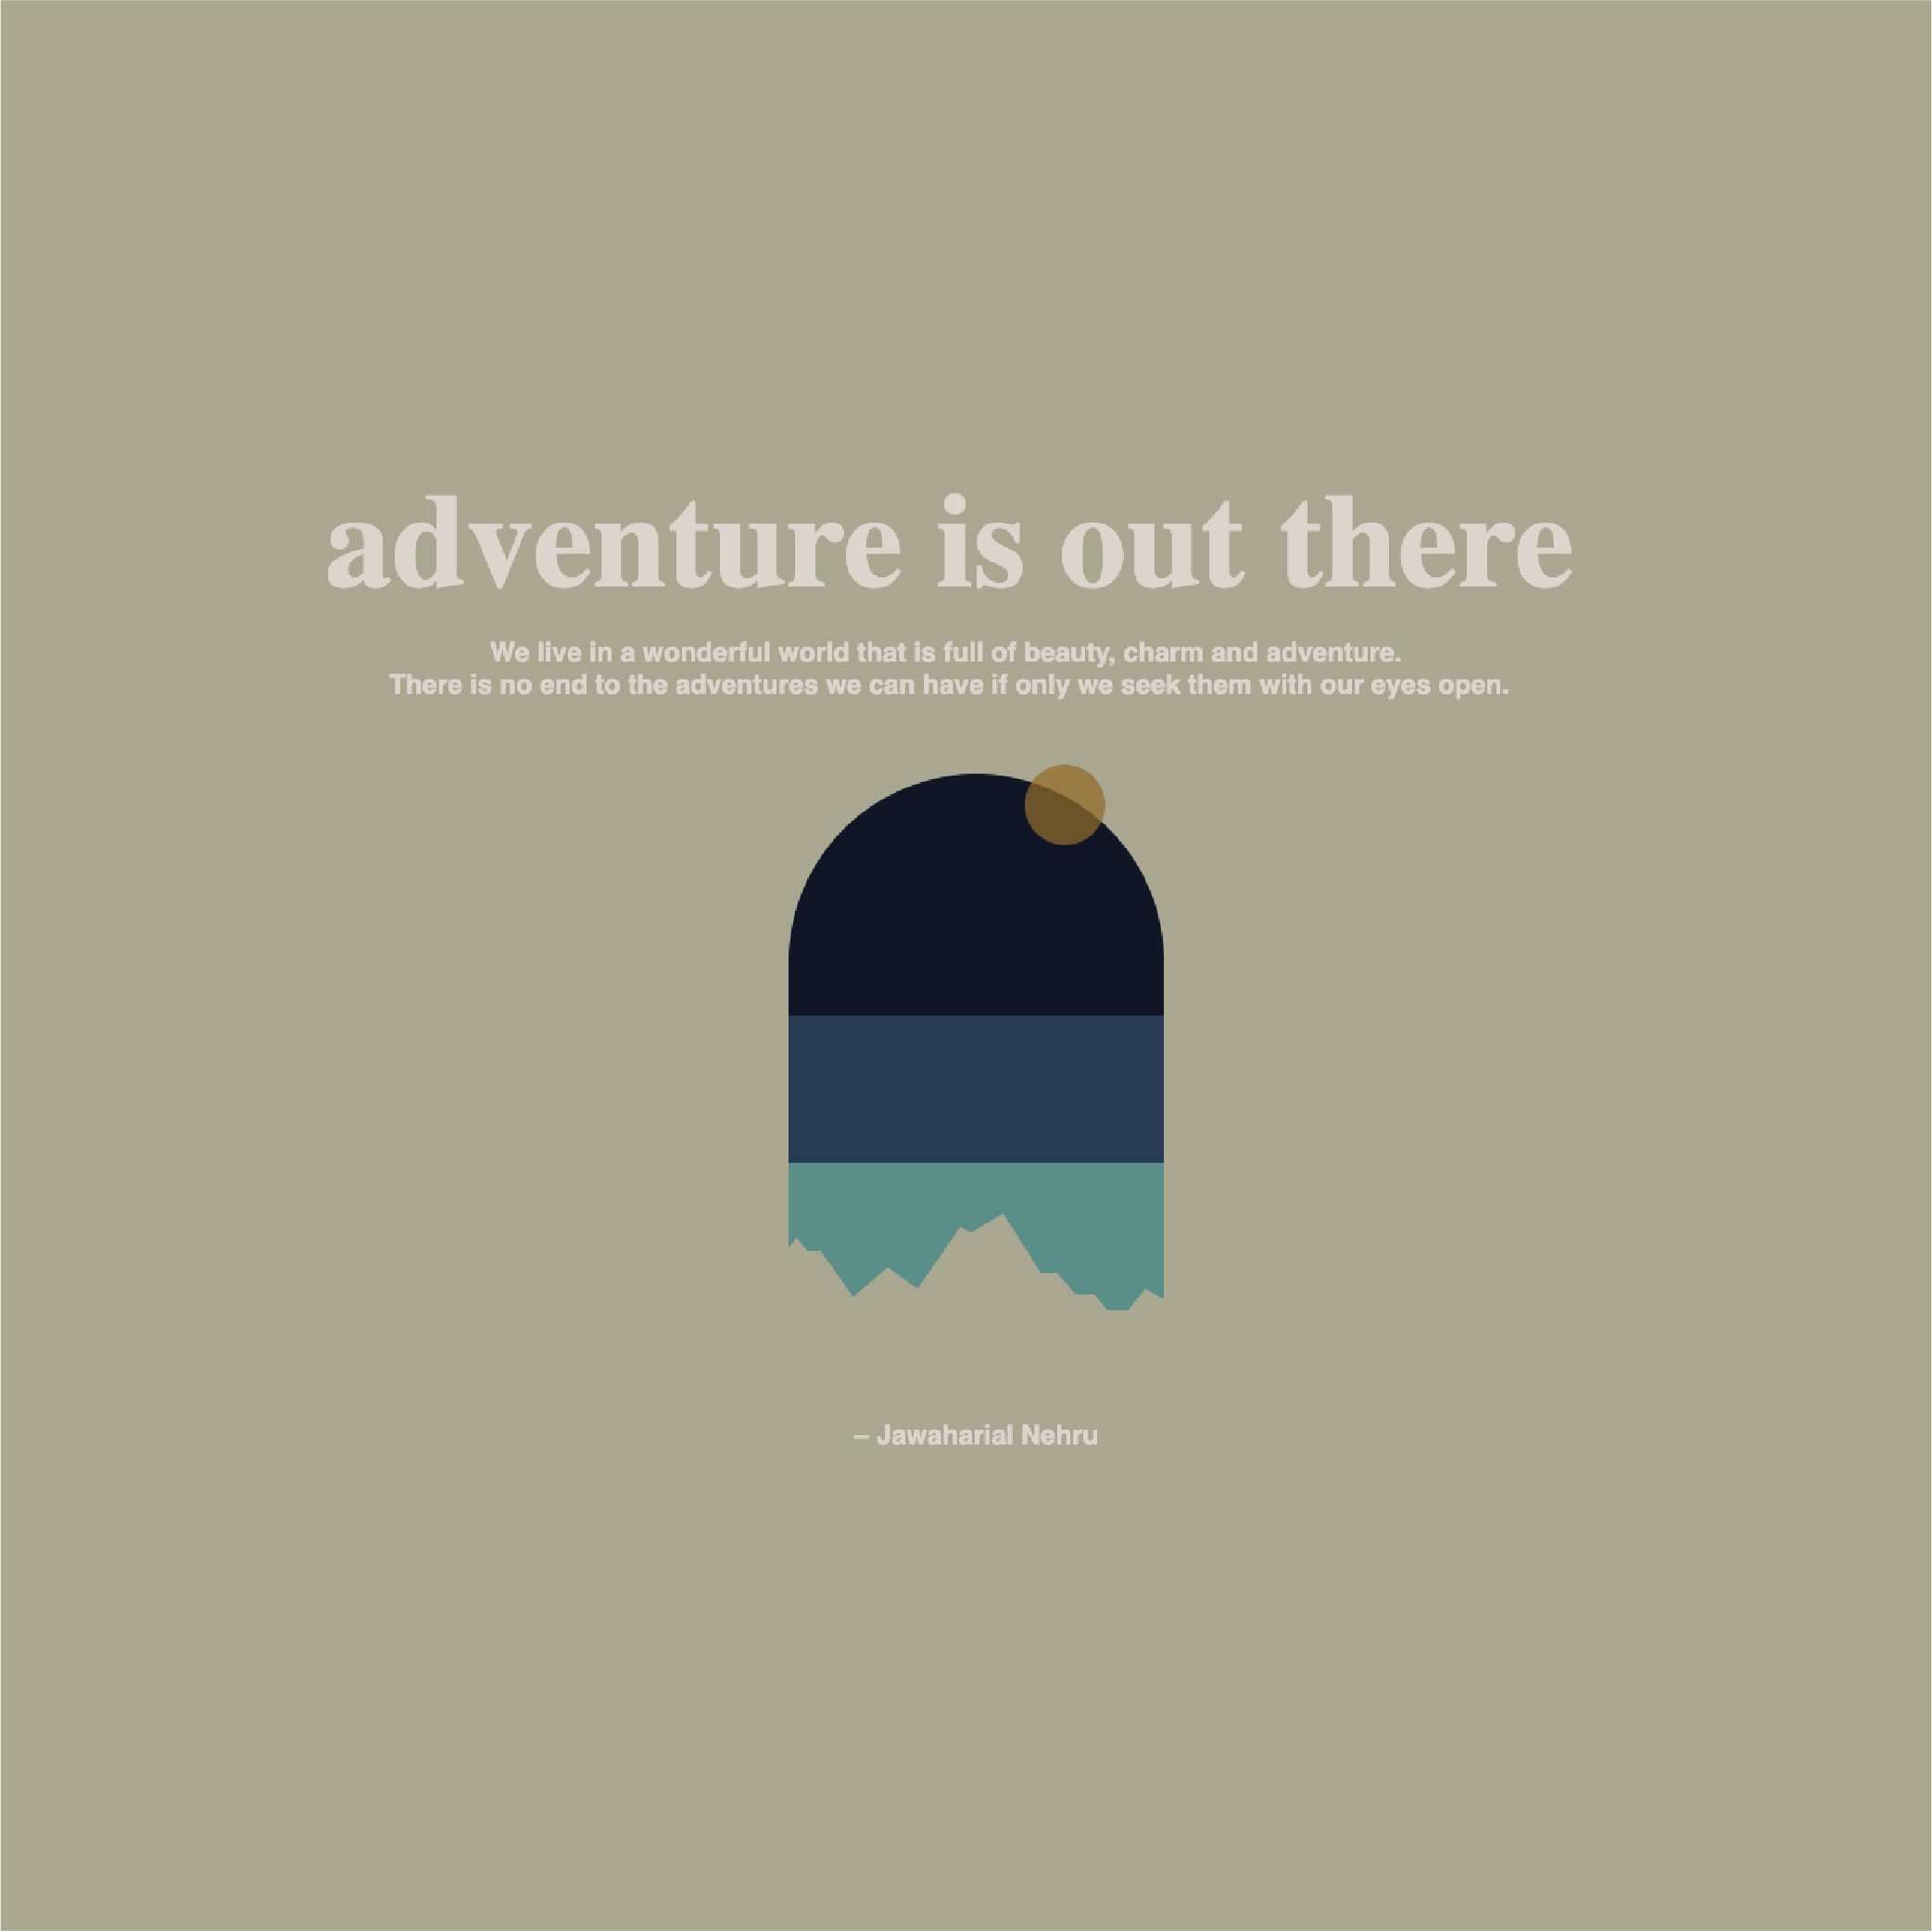 adventure is out there
We live in a wonderful world that is full of beauty, charm and adventure.
There is no end to the adventures we can have if only we seek them with our eyes open.
– Jawaharial Nehru